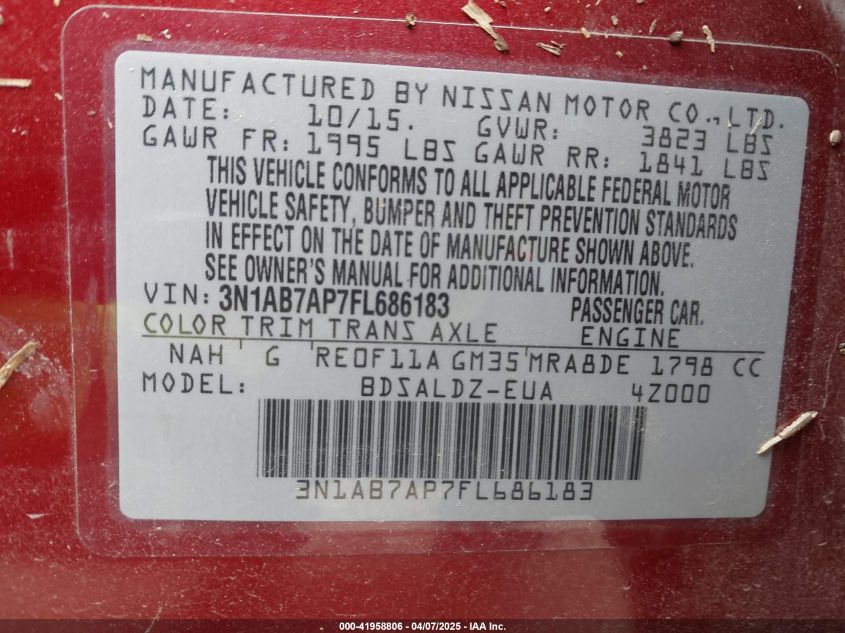 MANUFACTURED BY NISSAN MOTOR CO., LTD.
DATE: 10/15. GVWR: 3823 LBS
GAWR FR: 1995 LBS GAWR RR: 1841 LBS
THIS VEHICLE CONFORMS TO ALL APPLICABLE FEDERAL MOTOR
VEHICLE SAFETY, BUMPER AND THEFT PREVENTION STANDARDS
IN EFFECT ON THE DATE OF MANUFACTURE SHOWN ABOVE.
SEE OWNER'S MANUAL FOR ADDITIONAL INFORMATION.
VIN: 3N1AB7AP7FL686183 PASSENGER CAR.
COLOR TRIM TRANS AXLE ENGINE
NAH G RE0F11A GM35 MRA8DE 1798 CC
MODEL: BDSALDZ-EUA 4Z000
3N1AB7AP7FL686183
000-41958806 - 04/07/2025 - IAA Inc.